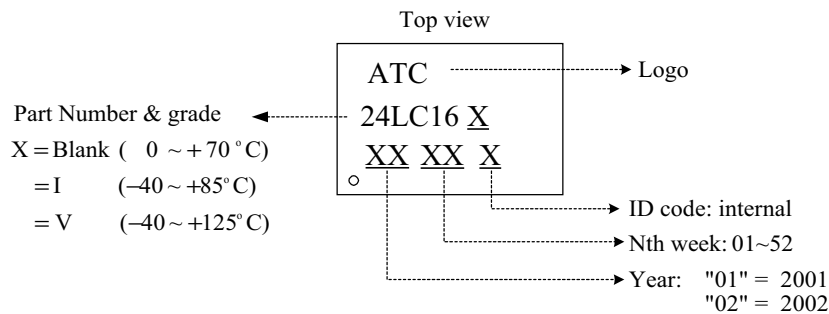 Top view
ATC
Logo
Part Number & grade
24LC16 X
X = Blank ( 0 ~ + 70 °C)
XX XX X
= I (−40 ~ +85°C)
= V (−40 ~ +125°C)
ID code: internal
Nth week: 01~52
Year: "01" = 2001
"02" = 2002